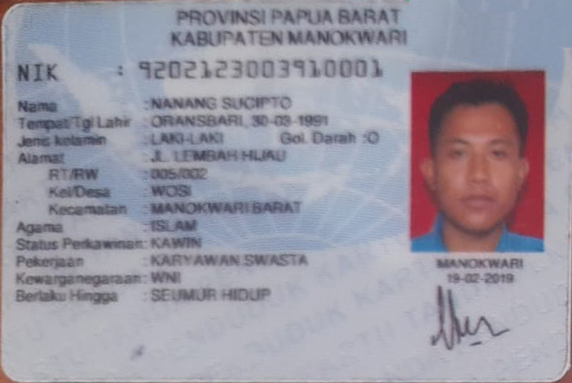 PROVINSI PAPUA BARAT
KABUPATEN MANOKWARI
NIK : 9202123003910001
Nama : NANANG SUCIPTO
Tempat/Tgl Lahir : ORANSBARI, 30-03-1991
Jenis kelamin : LAKI-LAKI Gol. Darah :O
Alamat : JL. LEMBAH HIJAU
RT/RW : 005/002
Kel/Desa : WOSI
Kecamatan : MANOKWARI BARAT
Agama : ISLAM
Status Perkawinan: KAWIN
Pekerjaan : KARYAWAN SWASTA
Kewarganegaraan: WNI
Berlaku Hingga : SEUMUR HIDUP
MANOKWARI
19-02-2019